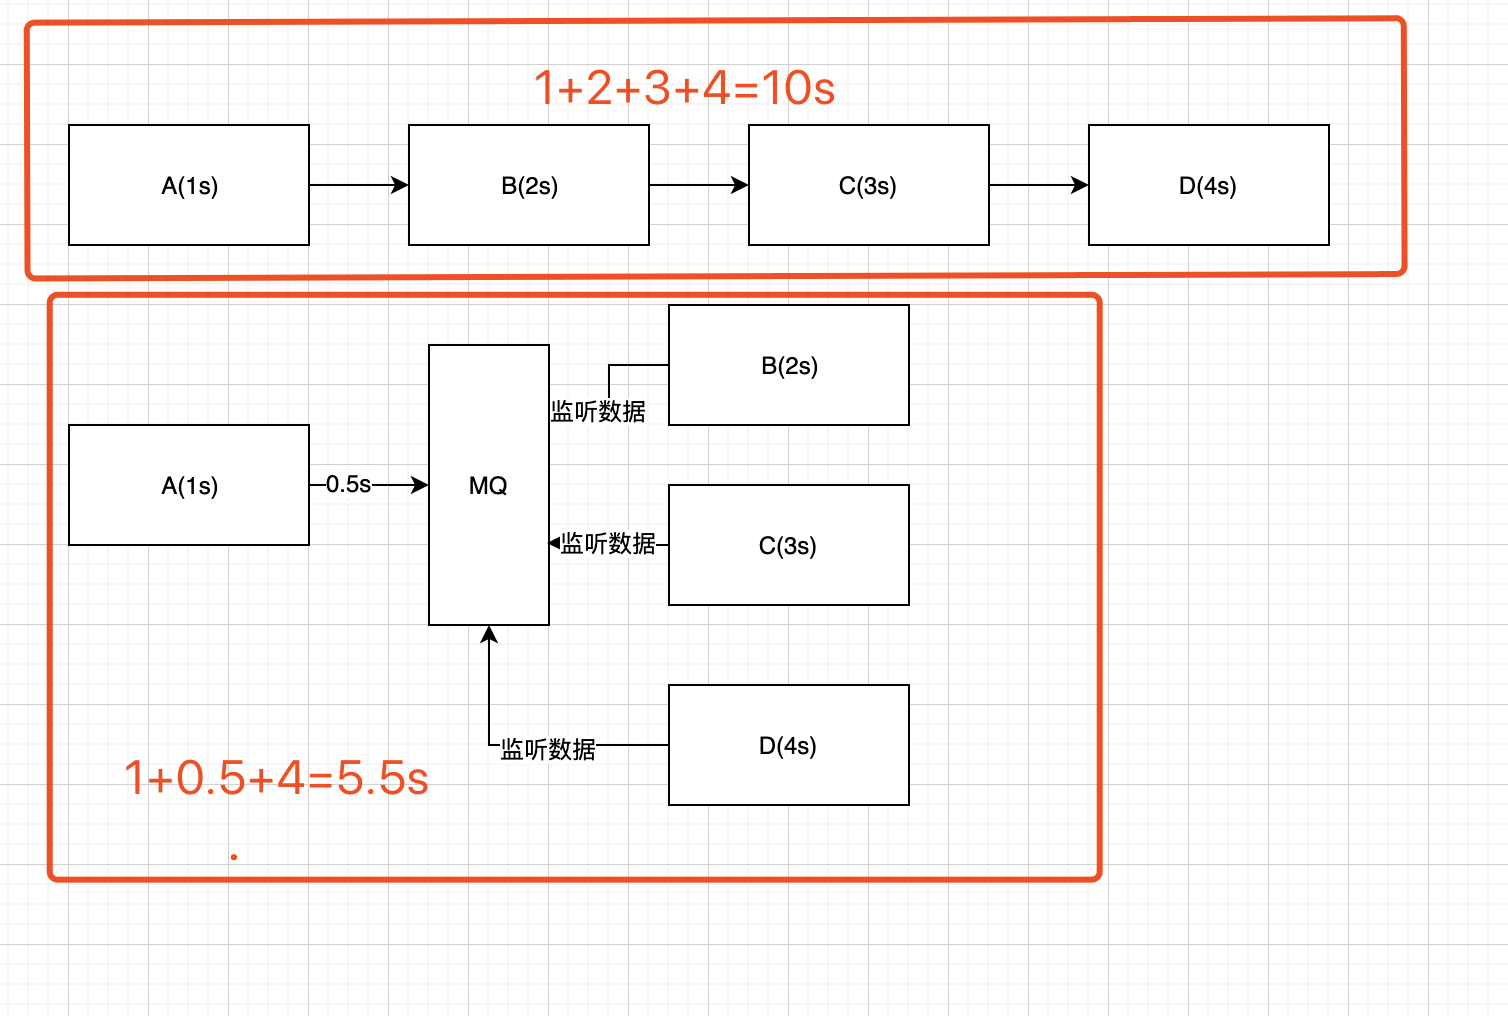 1+2+3+4=10s
A(1s)
B(2s)
C(3s)
D(4s)
B(2s)
监听数据
A(1s)
0.5s
MQ
监听数据
C(3s)
监听数据
D(4s)
1+0.5+4=5.5s